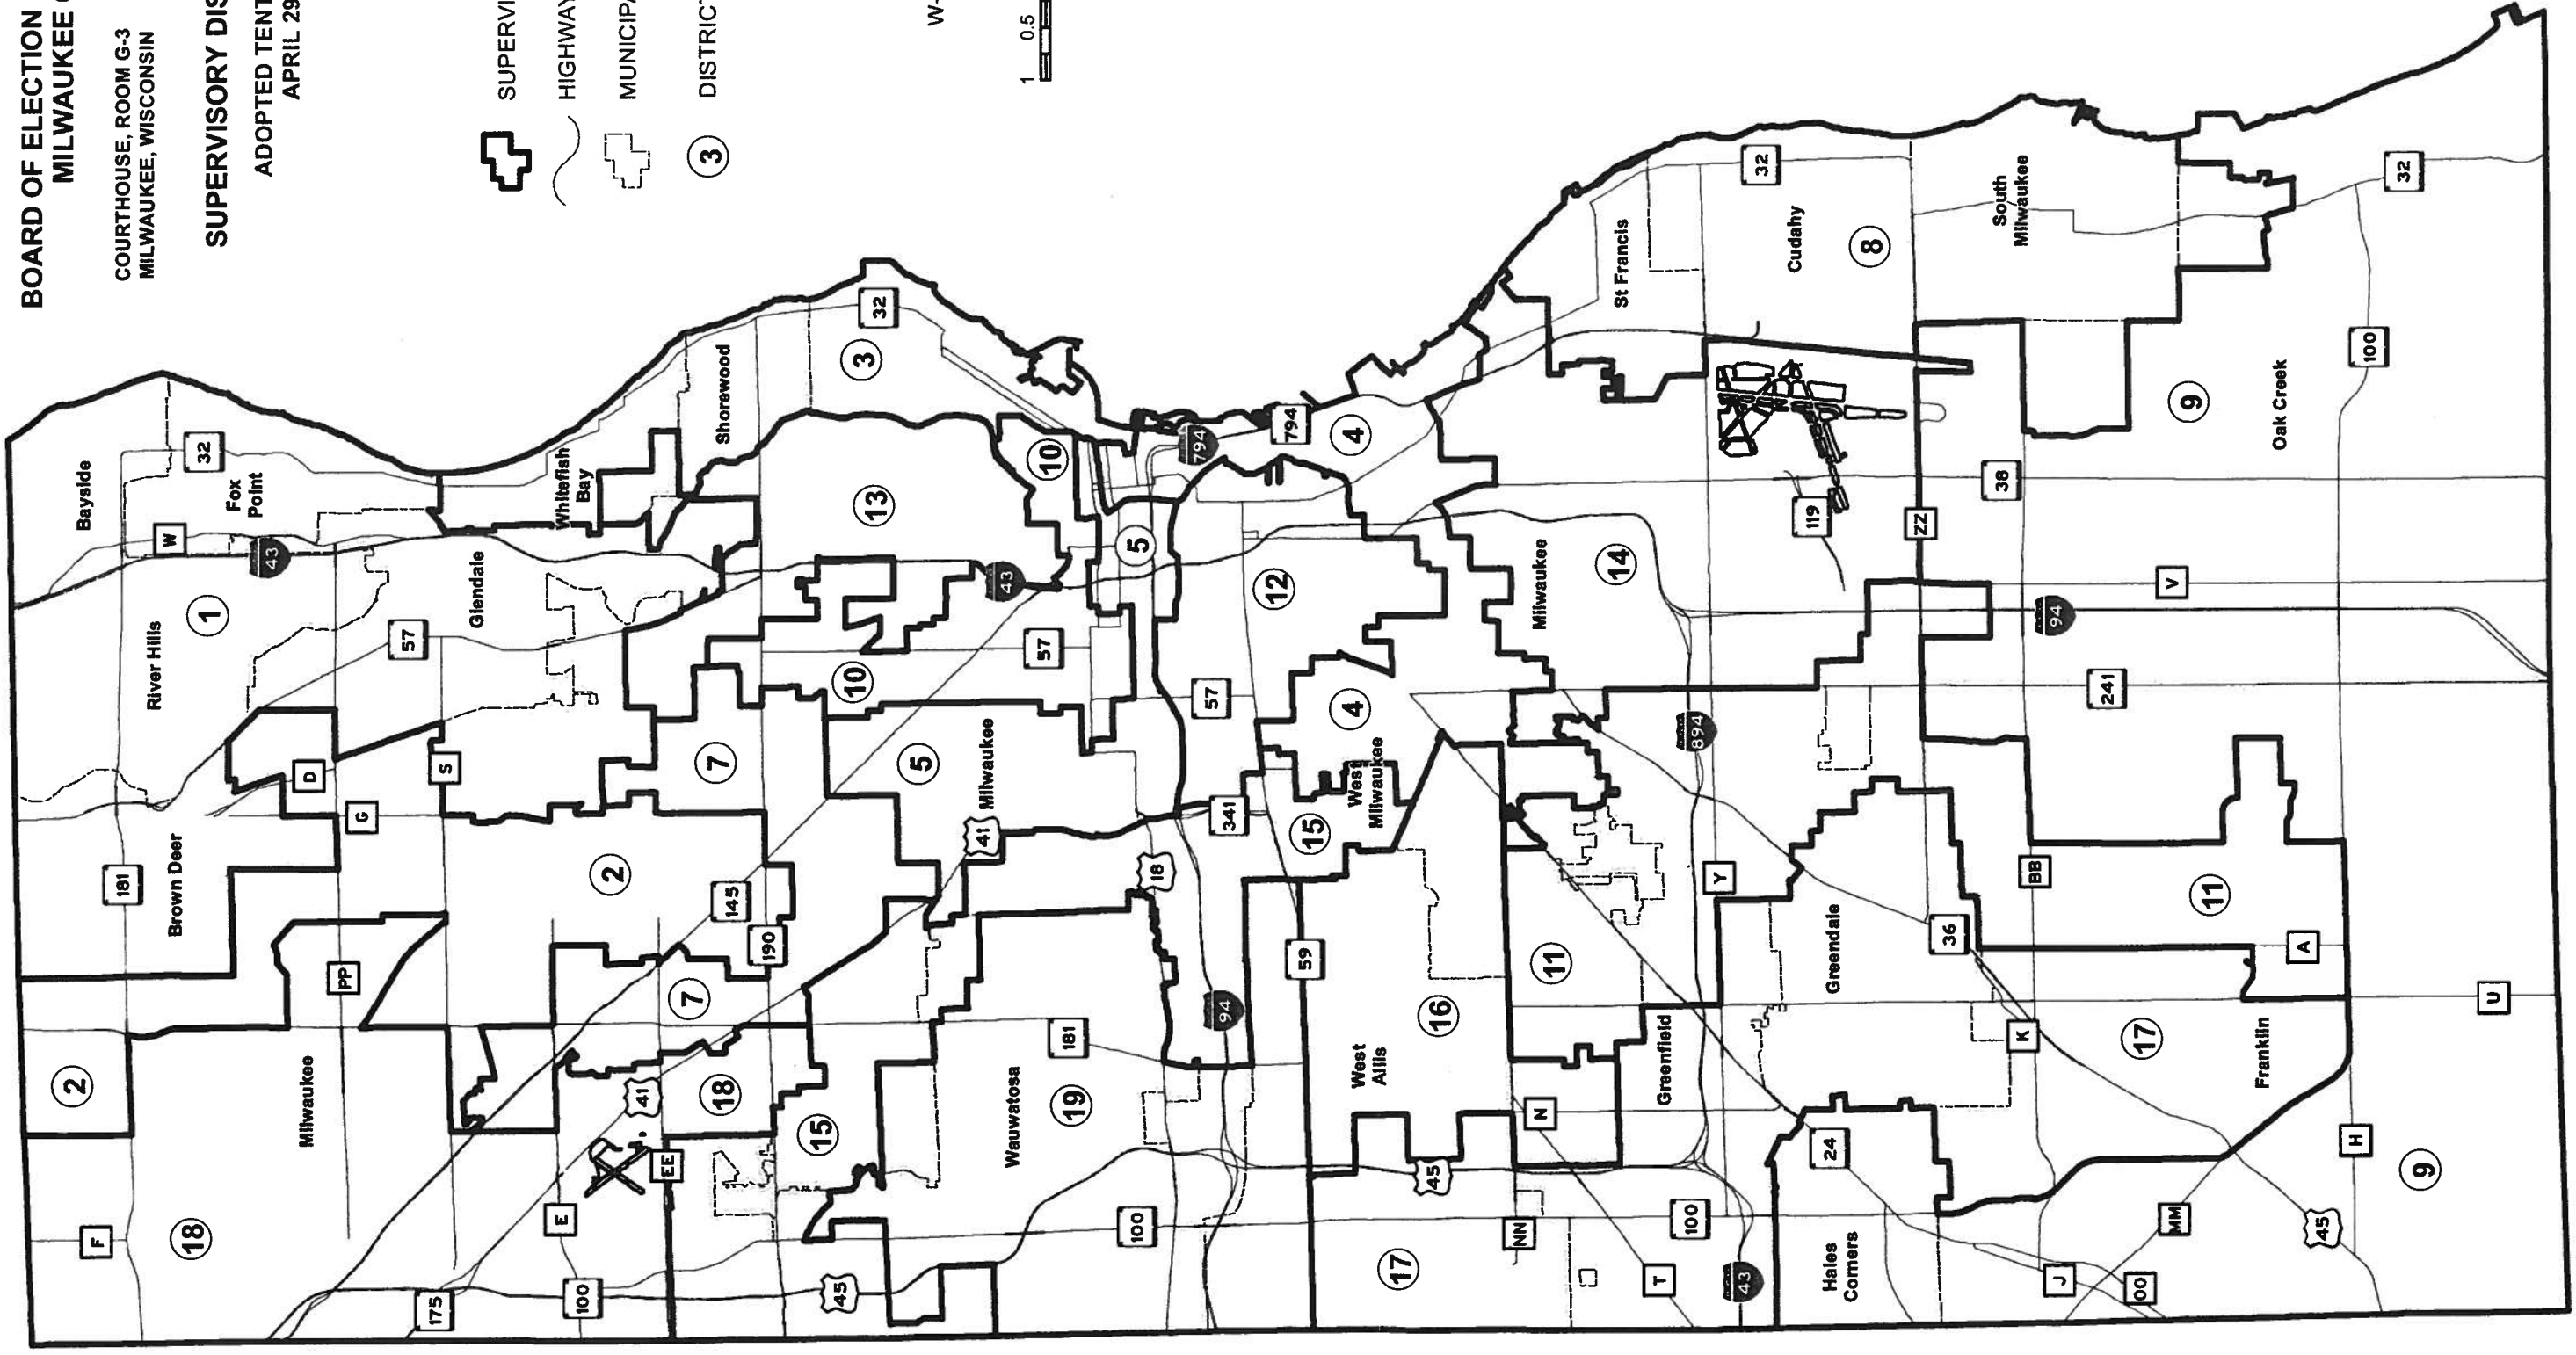 BOARD OF ELECTION
MILWAUKEE C
COURTHOUSE, ROOM G-3
MILWAUKEE, WISCONSIN
SUPERVISORY DIS
ADOPTED TENT
APRIL 29
SUPERVI
HIGHWAY
MUNICIPA
3
DISTRIC
W-
1 0.5
Bayside
2
F
181
W
River Hills
Brown Deer
18
32
1
Fox
Point
43
Milwaukee
D
PP
G
57
175
S
Glendale
E
Whitefish
Bay
100
2
41
EE
7
Shorewood
7
18
145
190
15
45
10
3
13
32
5
Milwaukee
41
43
Wauwatosa
10
57
19
181
100
5
18
794
57
94
341
12
794
59
15
4
4
West
Milwaukee
West
Allis
17
16
45
NN
N
Milwaukee
11
14
St Francis
T
Greenfield
100
894
Y
43
32
Cudahy
119
Hales
Corners
24
Greendale
8
ZZ
36
38
South
Milwaukee
K
BB
94
J
241
00
17
V
MM
9
11
Franklin
Oak Creek
A
45
H
100
32
9
U